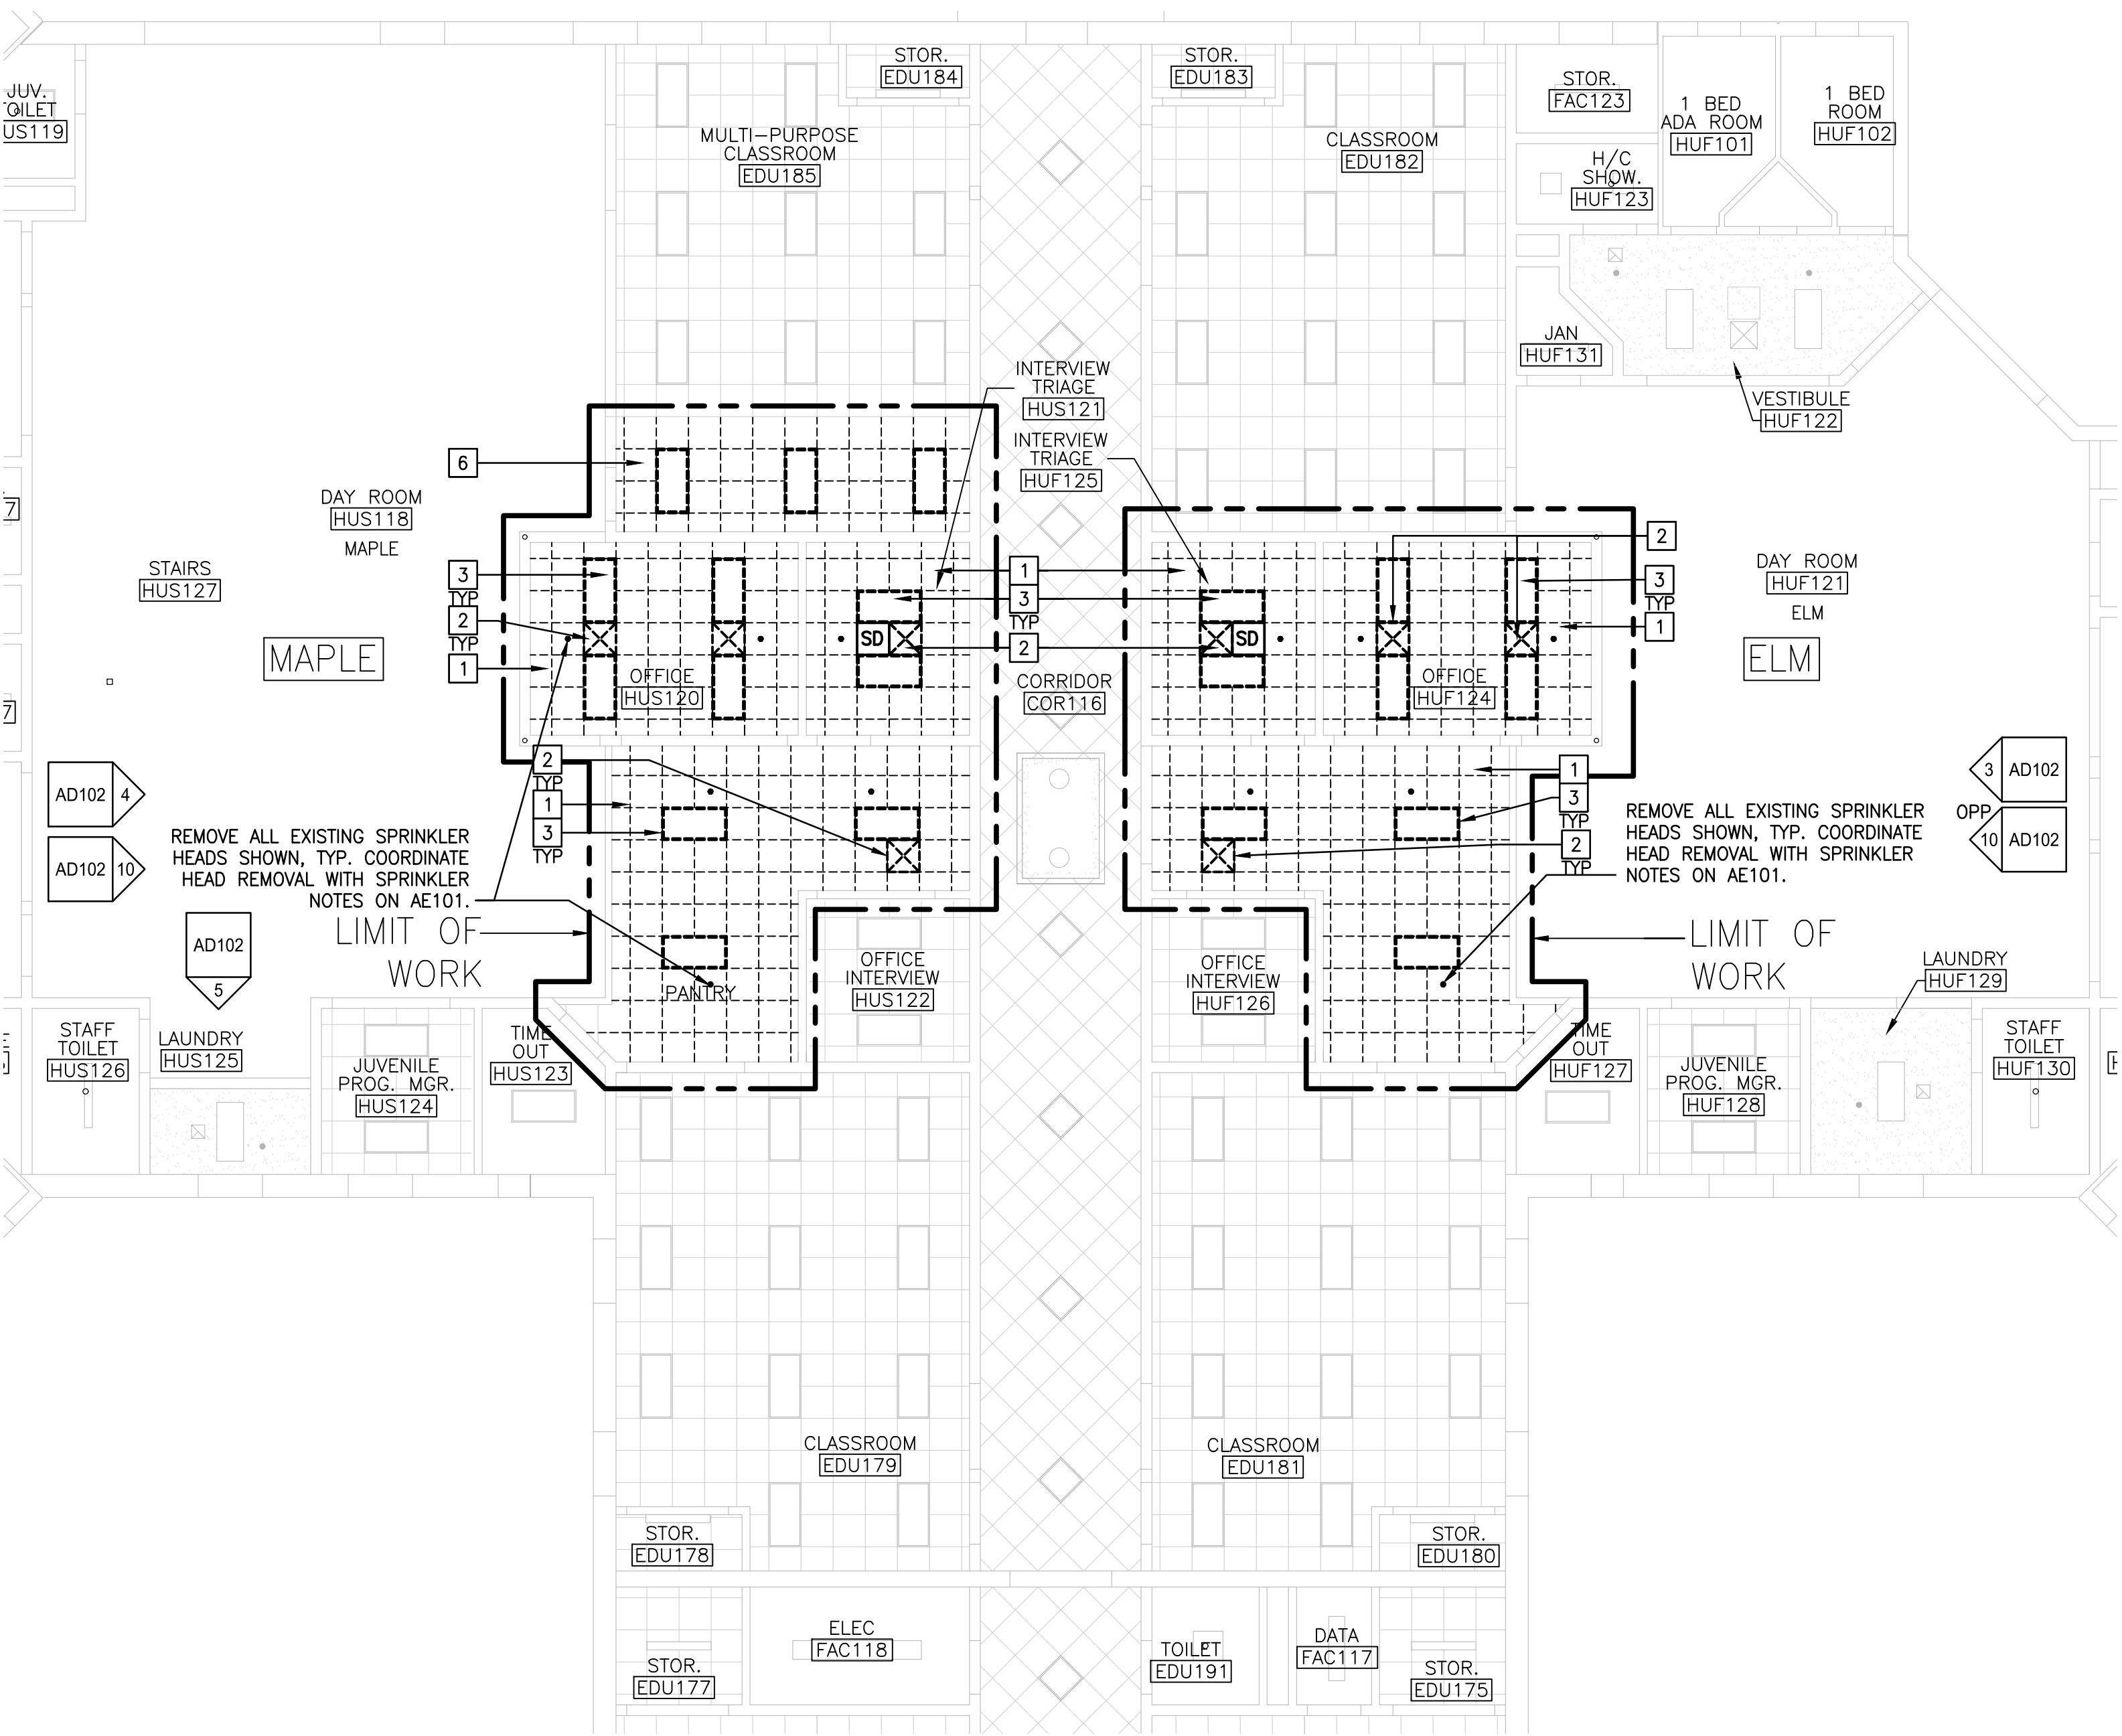 STOR.
EDU184
STOR.
EDU183
STOR.
FAC123
1 BED
ADA ROOM
HUF101
1 BED
ROOM
HUF102
JUV.
TOILET
US119
MULTI-PURPOSE
CLASSROOM
EDU185
CLASSROOM
EDU182
H/C
SHOW.
HUF123
JAN
HUF131
VESTIBULE
HUF122
INTERVIEW
TRIAGE
HUS121
INTERVIEW
TRIAGE
HUF125
6
DAY ROOM
HUS118
MAPLE
7
STAIRS
HUS127
3
TYP
2
TYP
1
1
3
TYP
2
2
3
TYP
1
DAY ROOM
HUF121
ELM
MAPLE
SD
SD
ELM
OFFICE
HUS120
CORRIDOR
COR116
OFFICE
HUF124
7
2
TYP
1
3
TYP
1
3
TYP
2
TYP
AD102 4
AD102 10
3 AD102
OPP
10 AD102
REMOVE ALL EXISTING SPRINKLER
HEADS SHOWN, TYP. COORDINATE
HEAD REMOVAL WITH SPRINKLER
NOTES ON AE101.
REMOVE ALL EXISTING SPRINKLER
HEADS SHOWN, TYP. COORDINATE
HEAD REMOVAL WITH SPRINKLER
NOTES ON AE101.
LIMIT OF
WORK
LIMIT OF
WORK
AD102
5
OFFICE
INTERVIEW
HUS122
OFFICE
INTERVIEW
HUF126
PANTRY
LAUNDRY
HUF129
STAFF
TOILET
HUS126
LAUNDRY
HUS125
JUVENILE
PROG. MGR.
HUS124
TIME
OUT
HUS123
TIME
OUT
HUF127
JUVENILE
PROG. MGR.
HUF128
STAFF
TOILET
HUF130
CLASSROOM
EDU179
CLASSROOM
EDU181
STOR.
EDU178
STOR.
EDU180
STOR.
EDU177
ELEC
FAC118
TOILET
EDU191
DATA
FAC117
STOR.
EDU175